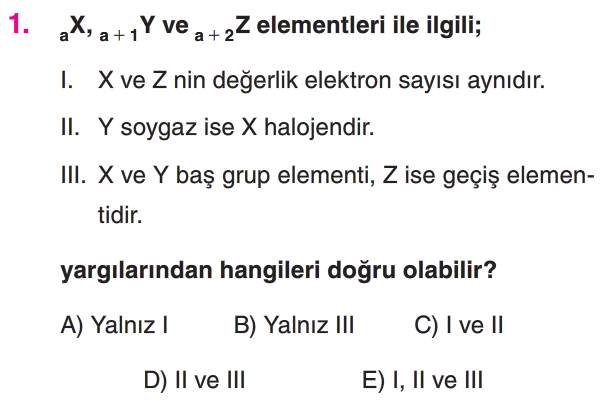 1. ₐX, ₐ₊₁Y ve ₐ₊₂Z elementleri ile ilgili;
I. X ve Z nin değerlik elektron sayısı aynıdır.
II. Y soygaz ise X halojendir.
III. X ve Y baş grup elementi, Z ise geçiş elemen-
tidir.
yargılarından hangileri doğru olabilir?
A) Yalnız I B) Yalnız III C) I ve II
D) II ve III E) I, II ve III